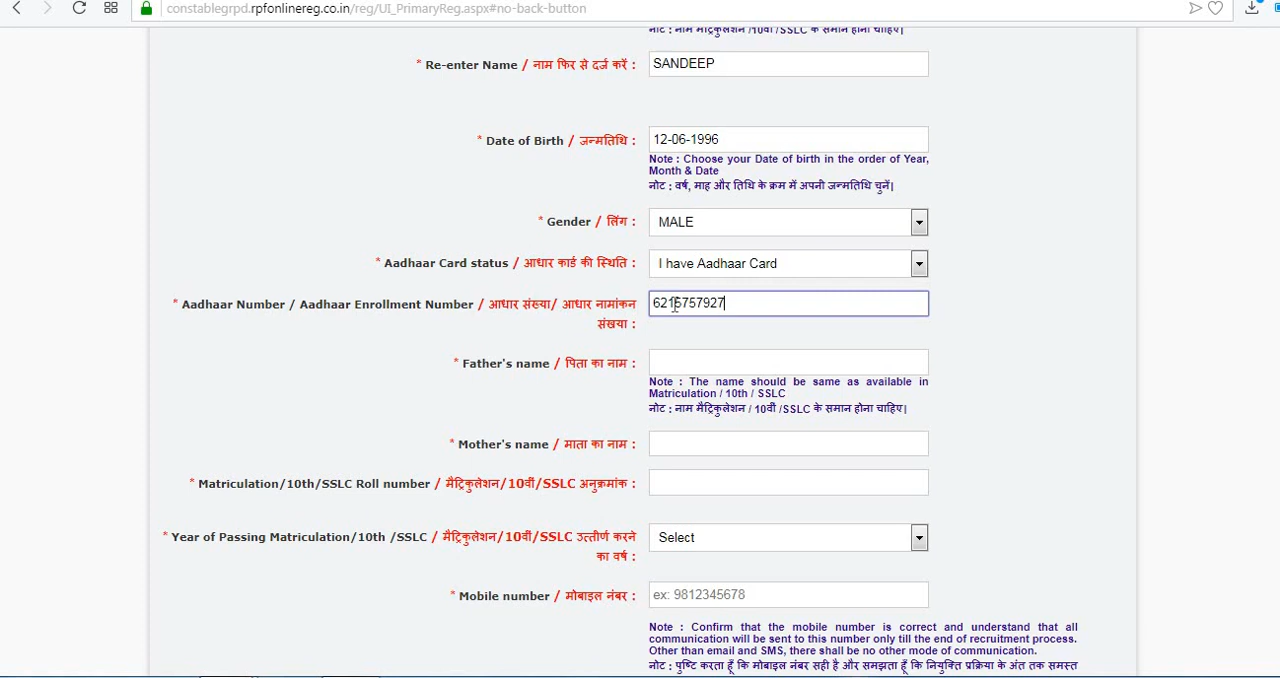 constablegrpd.rpfonlinereg.co.in/reg/UI_PrimaryReg.aspx#no-back-button
नोट : नाम मैट्रिकुलेशन /10वीं /SSLC के समान होना चाहिए|
* Re-enter Name / नाम फिर से दर्ज करें : SANDEEP
* Date of Birth / जन्मतिथि : 12-06-1996
Note : Choose your Date of birth in the order of Year,
Month & Date
नोट : वर्ष, माह और तिथि के क्रम में अपनी जन्मतिथि चुनें|
* Gender / लिंग : MALE
* Aadhaar Card status / आधार कार्ड की स्थिति : I have Aadhaar Card
* Aadhaar Number / Aadhaar Enrollment Number / आधार संख्या/ आधार नामांकन 6215757927
संखया :
* Father's name / पिता का नाम :
Note : The name should be same as available in
Matriculation / 10th / SSLC
नोट : नाम मैट्रिकुलेशन / 10वीं /SSLC के समान होना चाहिए|
* Mother's name / माता का नाम :
* Matriculation/10th/SSLC Roll number / मैट्रिकुलेशन/10वीं/SSLC अनुक्रमांक :
* Year of Passing Matriculation/10th /SSLC / मैट्रिकुलेशन/10वीं/SSLC उत्तीर्ण करने Select
का वर्ष :
* Mobile number / मोबाइल नंबर : ex: 9812345678
Note : Confirm that the mobile number is correct and understand that all
communication will be sent to this number only till the end of recruitment process.
Other than email and SMS, there shall be no other mode of communication.
नोट : पुष्टि करता हूँ कि मोबाइल नंबर सही है और समझता हूँ कि नियुक्ति प्रक्रिया के अंत तक समस्त